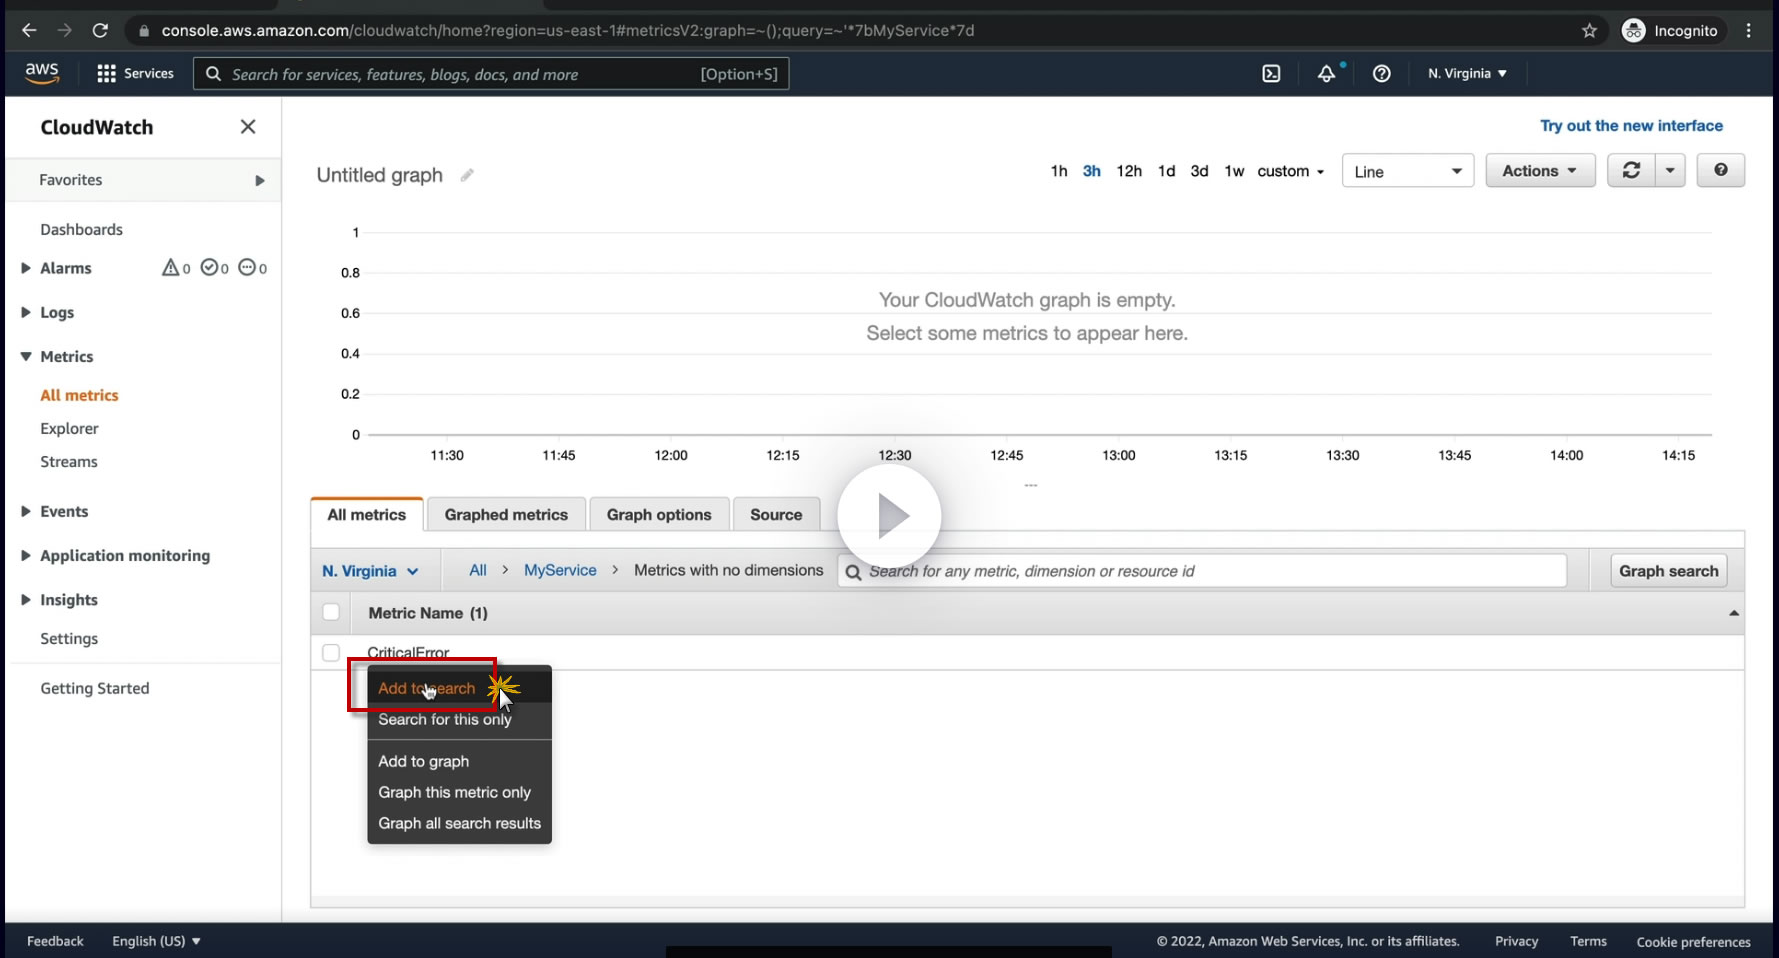 console.aws.amazon.com/cloudwatch/home?region=us-east-1#metricsV2:graph=~();query=~'*7bMyService*7d
Incognito
aws
Services
Search for services, features, blogs, docs, and more
[Option+S]
N. Virginia
CloudWatch
Favorites
Dashboards
Alarms
0
0
0
Logs
Metrics
All metrics
Explorer
Streams
Events
Application monitoring
Insights
Settings
Getting Started
Try out the new interface
Untitled graph
1h 3h 12h 1d 3d 1w custom
Line
Actions
1
0.8
0.6
0.4
0.2
0
Your CloudWatch graph is empty.
Select some metrics to appear here.
11:30 11:45 12:00 12:15 12:30 12:45 13:00 13:15 13:30 13:45 14:00 14:15
All metrics
Graphed metrics
Graph options
Source
N. Virginia
All > MyService > Metrics with no dimensions
Search for any metric, dimension or resource id
Graph search
Metric Name (1)
CriticalError
Add to search
Search for this only
Add to graph
Graph this metric only
Graph all search results
Feedback
English (US)
© 2022, Amazon Web Services, Inc. or its affiliates.
Privacy
Terms
Cookie preferences